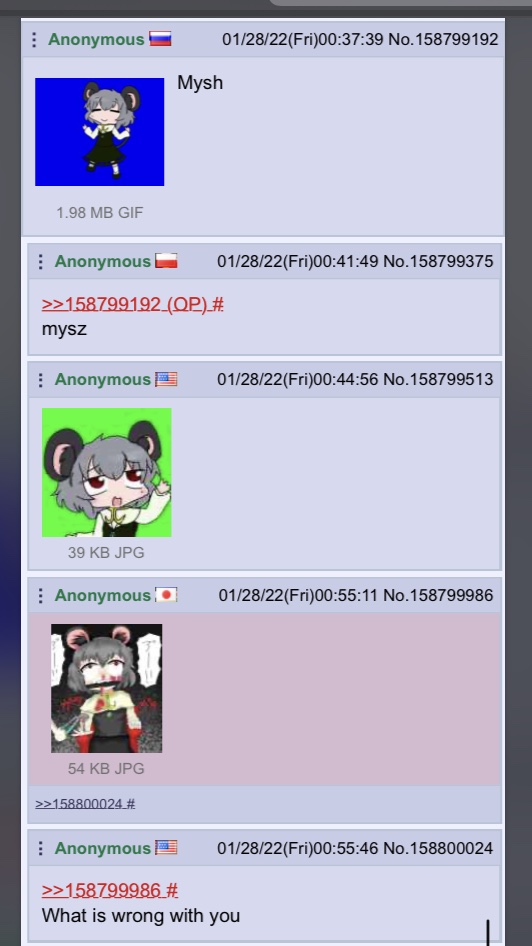 Anonymous 01/28/22(Fri)00:37:39 No.158799192
Mysh
1.98 MB GIF
Anonymous 01/28/22(Fri)00:41:49 No.158799375
>>158799192 (OP) #
mysz
Anonymous 01/28/22(Fri)00:44:56 No.158799513
39 KB JPG
Anonymous 01/28/22(Fri)00:55:11 No.158799986
54 KB JPG
>>158800024 #
Anonymous 01/28/22(Fri)00:55:46 No.158800024
>>158799986 #
What is wrong with you